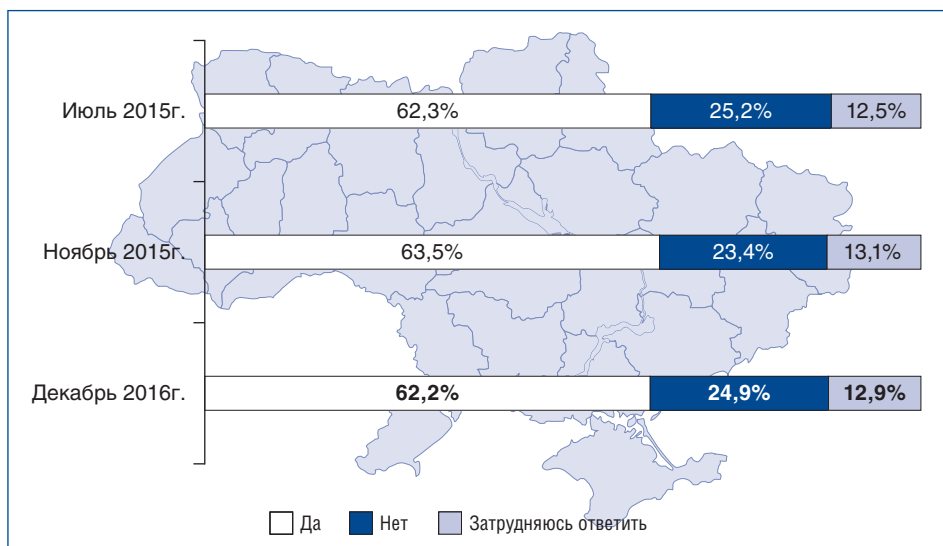 Июль 2015г. 62,3% 25,2% 12,5%
Ноябрь 2015г. 63,5% 23,4% 13,1%
Декабрь 2016г. 62,2% 24,9% 12,9%
Да Нет Затрудняюсь ответить